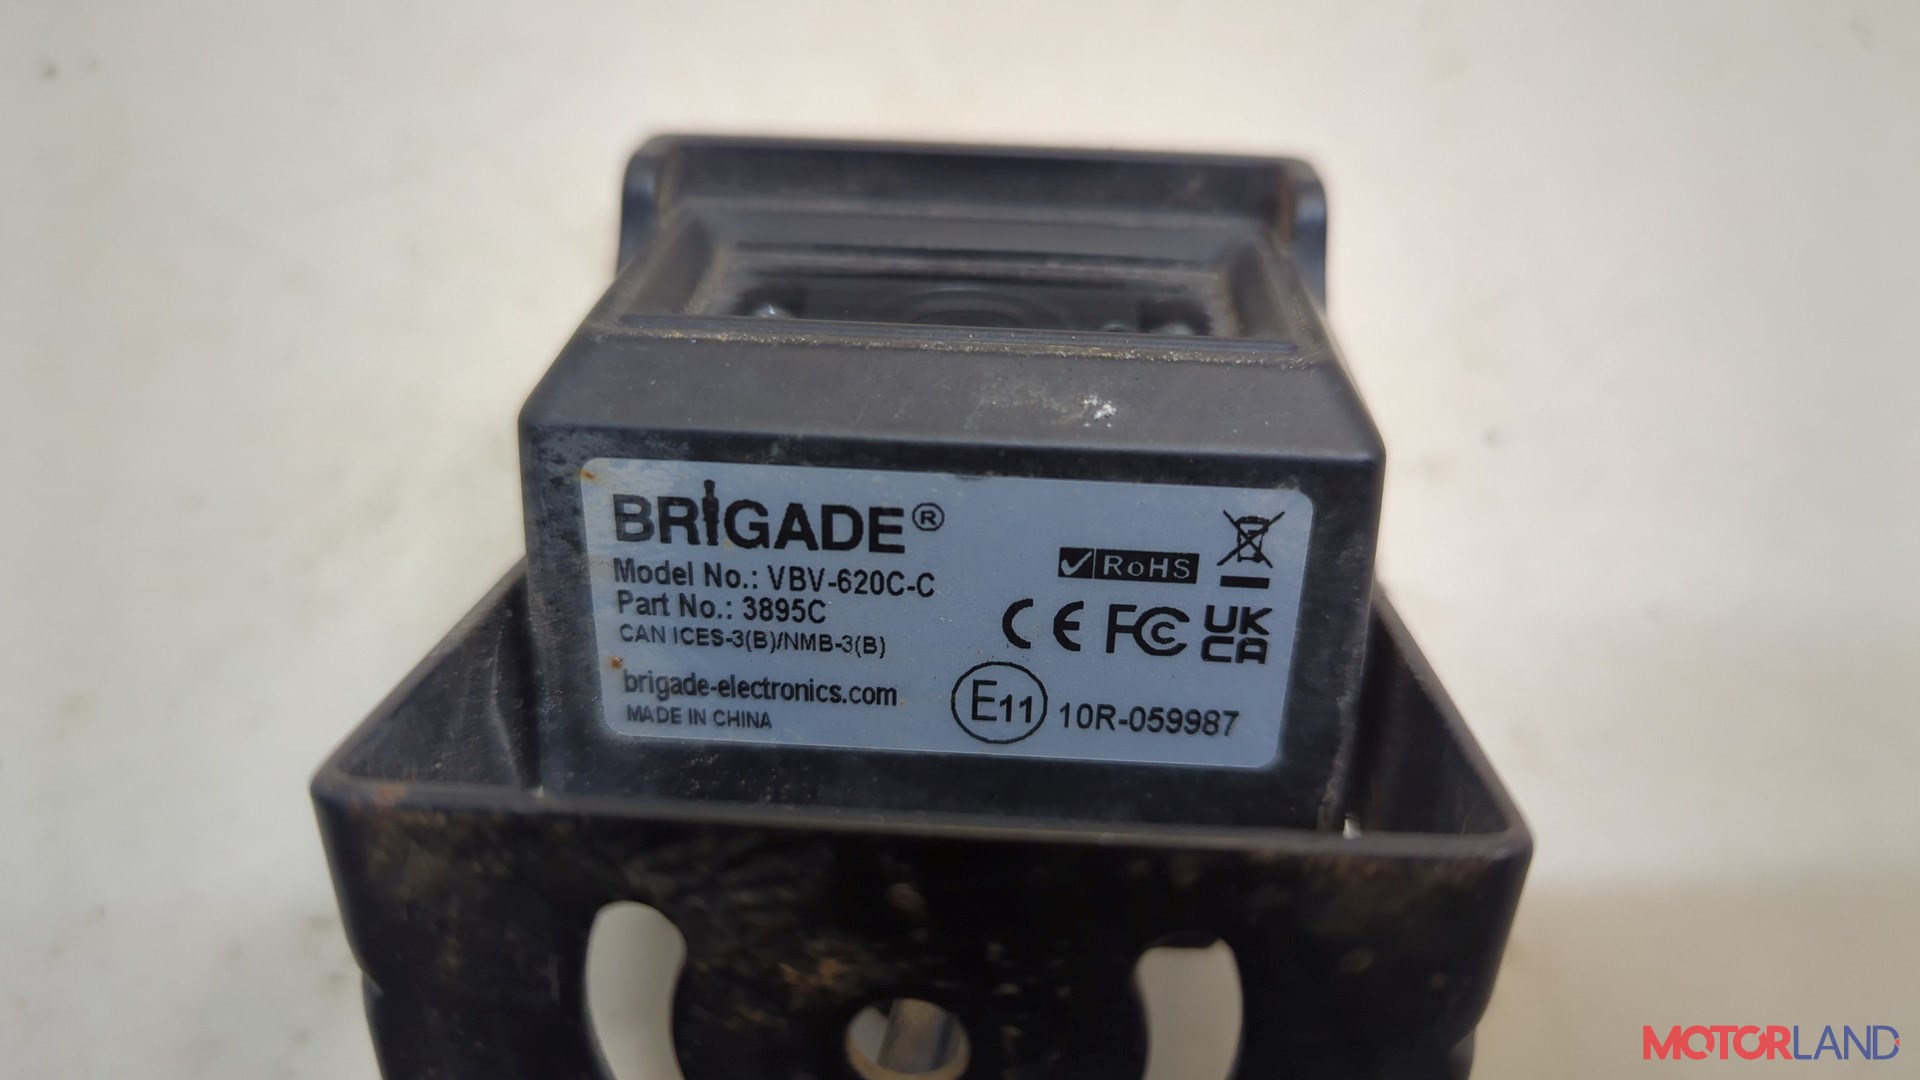 BRIGADE®
Model No.: VBV-620C-C
Part No.: 3895C
CAN ICES-3(B)/NMB-3(B)
brigade-electronics.com
MADE IN CHINA
RoHS
CE FC UK CA
E11 10R-059987
MOTORLAND